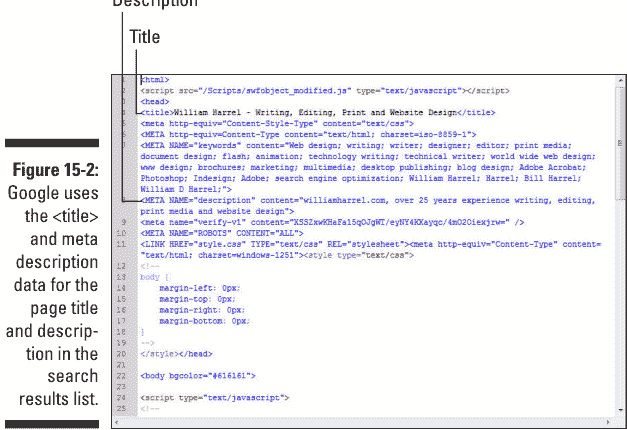 Description
Title
1 <html>
2 <script src="/Scripts/swfobject_modified.js" type="text/javascript"></script>
3 <head>
<title>William Harrel - Writing, Editing, Print and Website Design</title>
5 <meta http-equiv="Content-Style-Type" content="text/css">
6 <META http-equiv=Content-Type content="text/html; charset=iso-8859-1">
7 <META NAME="keywords" content="Web design; writing; writer; designer; editor; print media;
document design; flash; animation; technology writing; technical writer; world wide web design;
www design; brochures; marketing; multimedia; desktop publishing; blog design; Adobe Acrobat;
Photoshop; Indesign; Adobe; search engine optimization; William Harrel; Harrel; Bill Harrel;
William D Harrel;">
<META NAME="description" content="williamharrel.com, over 25 years experience writing, editing,
print media and website design">
9 <meta name="verify-v1" content= />
10 <META NAME="ROBOTS" CONTENT="ALL">
11 <LINK HREF="style.css" TYPE="text/css" REL="stylesheet"><meta http-equiv="Content-Type" content=
"text/html; charset=windows-1251"><style type="text/css">
12 <!--
13 body {
14 margin-left: 0px;
15 margin-top: 0px;
16 margin-right: 0px;
17 margin-bottom: 0px;
18 }
19 -->
20 </style></head>
21
22 <body bgcolor="#616161">
23
24 <script type="text/javascript">
25 <!--
Figure 15-2:
Google uses
the <title>
and meta
description
data for the
page title
and descrip-
tion in the
search
results list.